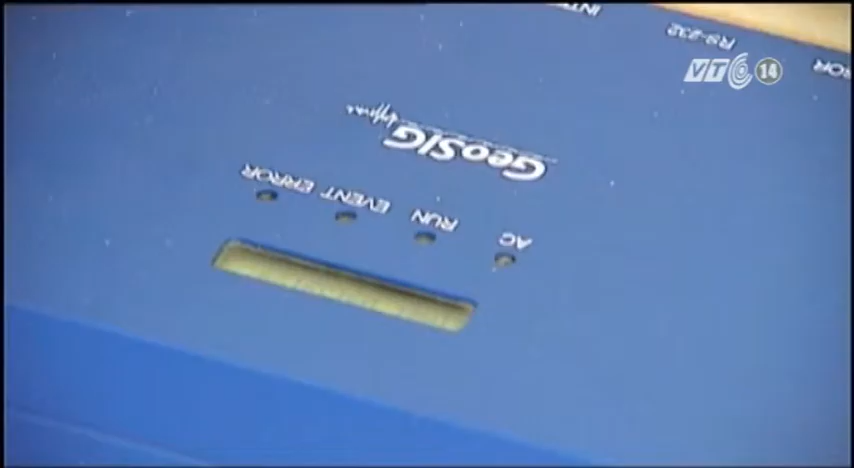 VTC 14
RS-232
GeoSIG
AC
RUN
EVENT
ERROR